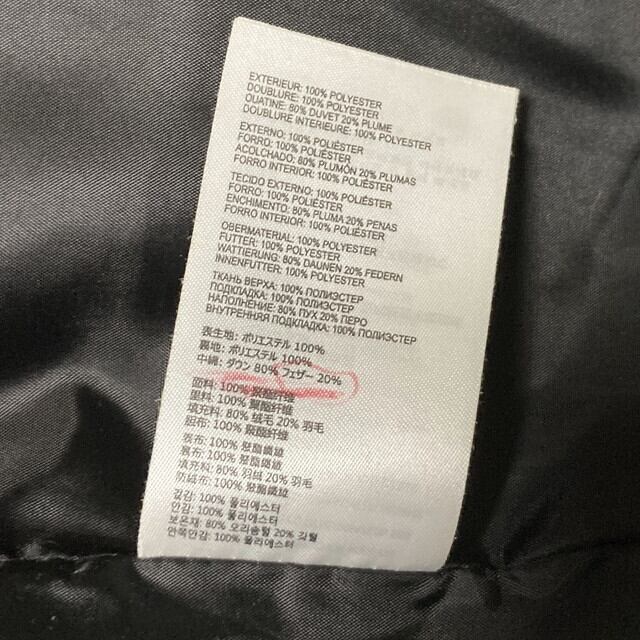 EXTERIEUR: 100% POLYESTER
DOUBLURE: 100% POLYESTER
OUATINE: 80% DUVET 20% PLUME
DOUBLURE INTERIEURE: 100% POLYESTER
EXTERNO: 100% POLIÉSTER
FORRO: 100% POLIÉSTER
ACOLCHADO: 80% PLUMÓN 20% PLUMAS
FORRO INTERIOR: 100% POLIÉSTER
TECIDO EXTERNO: 100% POLIÉSTER
FORRO: 100% POLIÉSTER
ENCHIMENTO: 80% PLUMA 20% PENAS
FORRO INTERIOR: 100% POLIÉSTER
OBERMATERIAL: 100% POLYESTER
FUTTER: 100% POLYESTER
WATTIERUNG: 80% DAUNEN 20% FEDERN
INNENFUTTER: 100% POLYESTER
ТКАНЬ ВЕРХА: 100% ПОЛИЭСТЕР
ПОДКЛАДКА: 100% ПОЛИЭСТЕР
НАПОЛНЕНИЕ: 80% ПУХ 20% ПЕРО
ВНУТРЕННЯЯ ПОДКЛАДКА: 100% ПОЛИЭСТЕР
表生地: ポリエステル 100%
裏地: ポリエステル 100%
中綿: ダウン 80% フェザー 20%
面料: 100% 聚酯纤维
里料: 100% 聚酯纤维
填充料: 80% 绒毛 20% 羽毛
胆布: 100% 聚酯纤维
表布: 100% 聚酯纖維
裏布: 100% 聚酯纖維
填充料: 80% 羽絨 20% 羽毛
防絨布: 100% 聚酯纖維
겉감: 100% 폴리에스터
안감: 100% 폴리에스터
보온재: 80% 오리솜털 20% 깃털
안쪽안감: 100% 폴리에스터